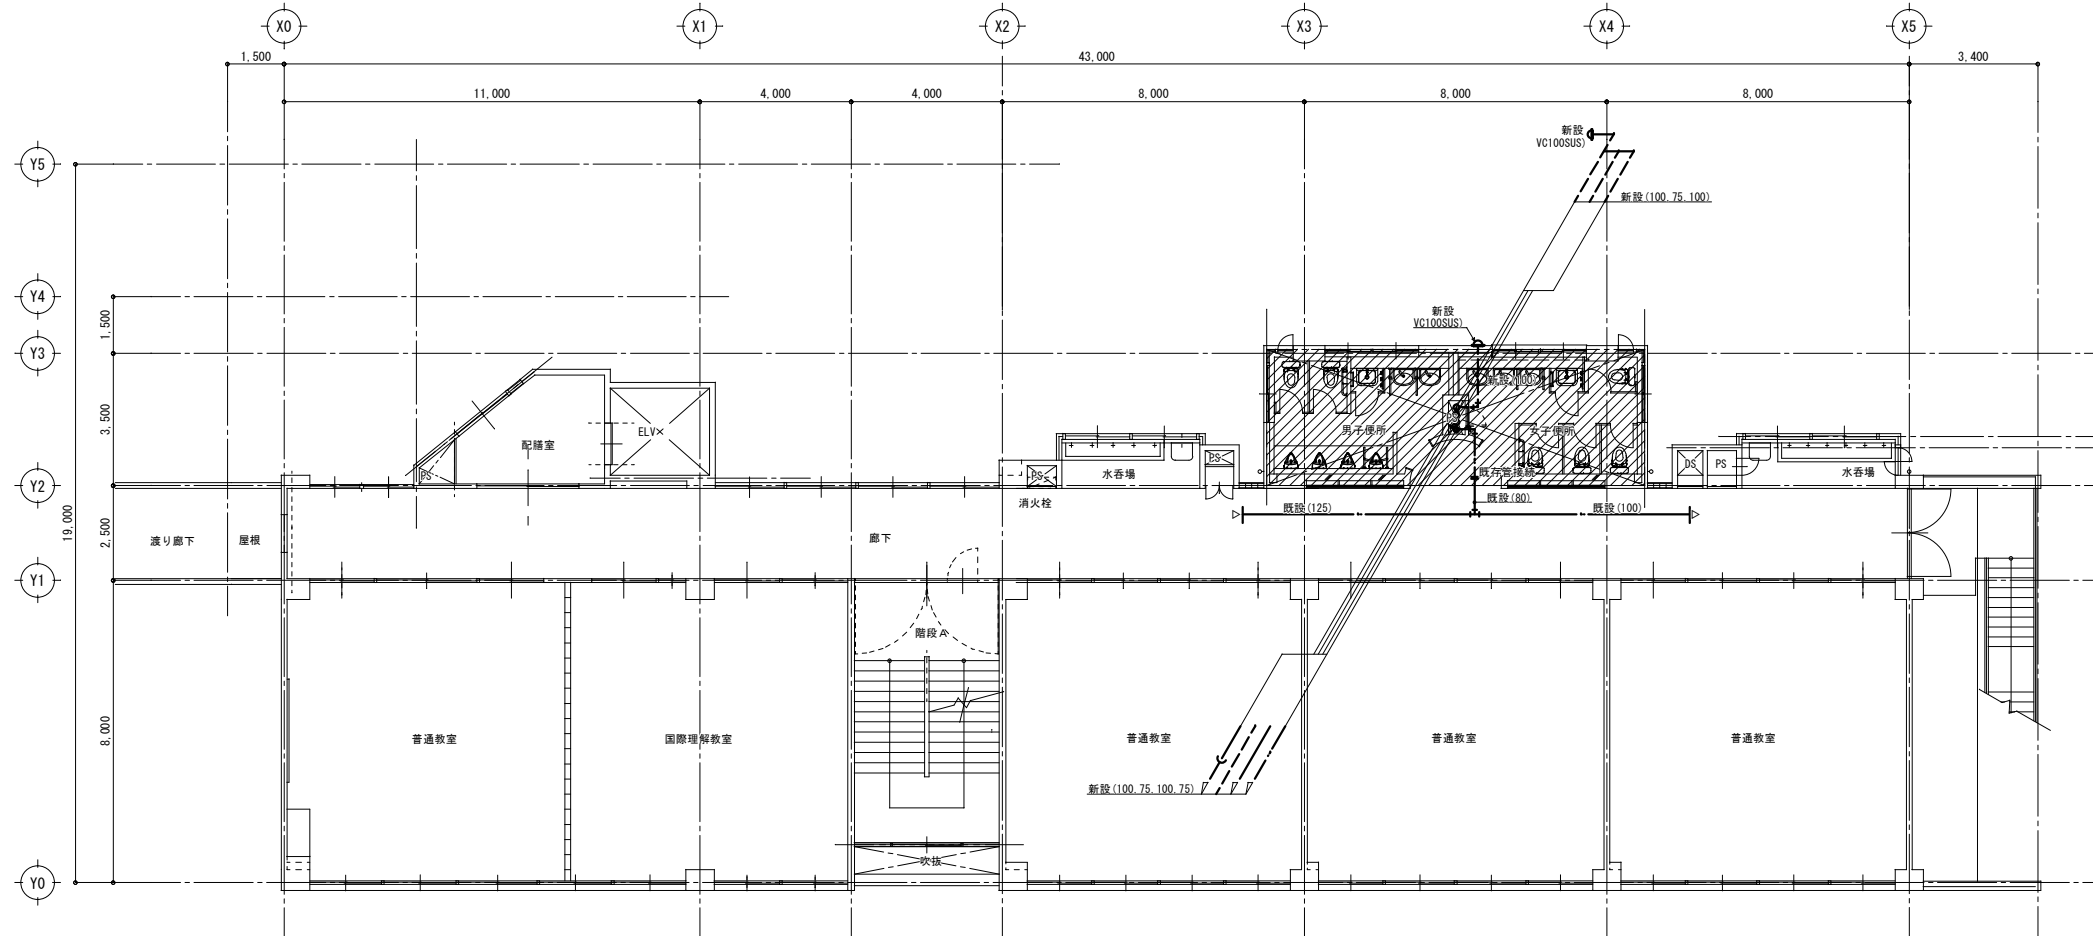 X0
X1
X2
X3
X4
X5
1,500
43,000
3,400
11,000
4,000
4,000
8,000
8,000
8,000
新設
VC100SUS)
Y5
新設(100.75.100)
Y4
新設
VC100SUS)
1,500
Y3
新設(100)
3,500
ELV
配膳室
男子便所
女子便所
PS
PS
水呑場
PS
既存管接続
DS
PS
水呑場
Y2
消火栓
既設(80)
既設(125)
既設(100)
19,000
2,500
渡り廊下
屋根
廊下
Y1
階段A
8,000
普通教室
国際理解教室
普通教室
普通教室
普通教室
新設(100.75.100.75)
吹抜
Y0